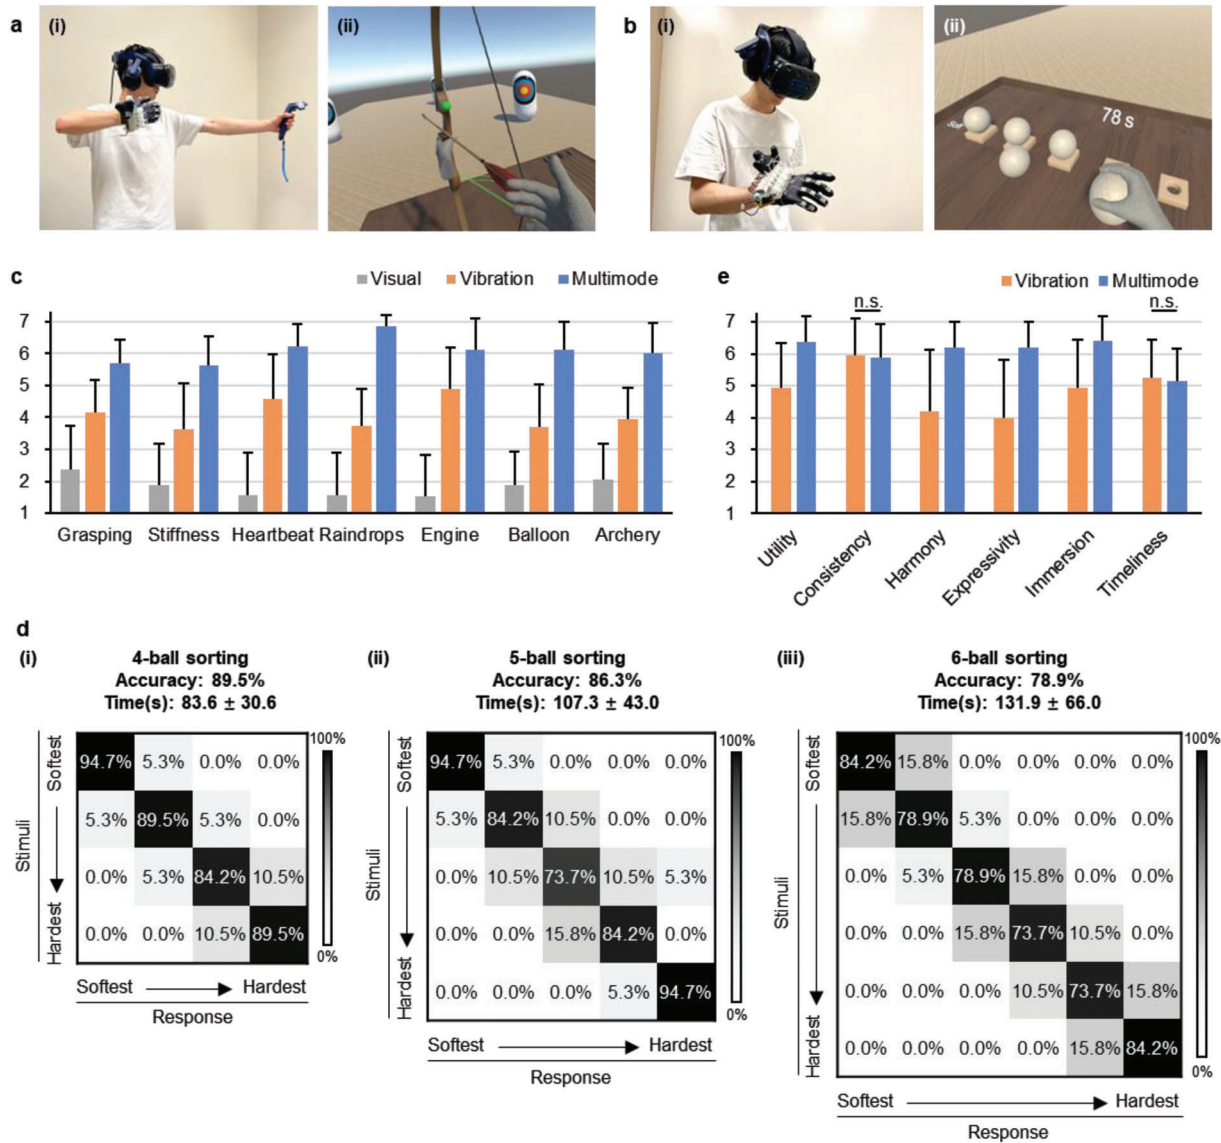 a
(i)
(ii)
b
(i)
(ii)
78 s
c
Visual Vibration Multimode
7
6
5
4
3
2
1
Grasping Stiffness Heartbeat Raindrops Engine Balloon Archery
e
Vibration Multimode
n.s. n.s.
7
6
5
4
3
2
1
Utility Consistency Harmony Expressivity Immersion Timeliness
d
(i)
4-ball sorting
Accuracy: 89.5%
Time(s): 83.6 ± 30.6
Stimuli
Softest
Hardest
94.7% 5.3% 0.0% 0.0%
5.3% 89.5% 5.3% 0.0%
0.0% 5.3% 84.2% 10.5%
0.0% 0.0% 10.5% 89.5%
100%
0%
Softest Hardest
Response
(ii)
5-ball sorting
Accuracy: 86.3%
Time(s): 107.3 ± 43.0
Stimuli
Softest
Hardest
94.7% 5.3% 0.0% 0.0% 0.0%
5.3% 84.2% 10.5% 0.0% 0.0%
0.0% 10.5% 73.7% 10.5% 5.3%
0.0% 0.0% 15.8% 84.2% 0.0%
0.0% 0.0% 0.0% 5.3% 94.7%
100%
0%
Softest Hardest
Response
(iii)
6-ball sorting
Accuracy: 78.9%
Time(s): 131.9 ± 66.0
Stimuli
Softest
Hardest
84.2% 15.8% 0.0% 0.0% 0.0% 0.0%
15.8% 78.9% 5.3% 0.0% 0.0% 0.0%
0.0% 5.3% 78.9% 15.8% 0.0% 0.0%
0.0% 0.0% 15.8% 73.7% 10.5% 0.0%
0.0% 0.0% 0.0% 10.5% 73.7% 15.8%
0.0% 0.0% 0.0% 0.0% 15.8% 84.2%
100%
0%
Softest Hardest
Response